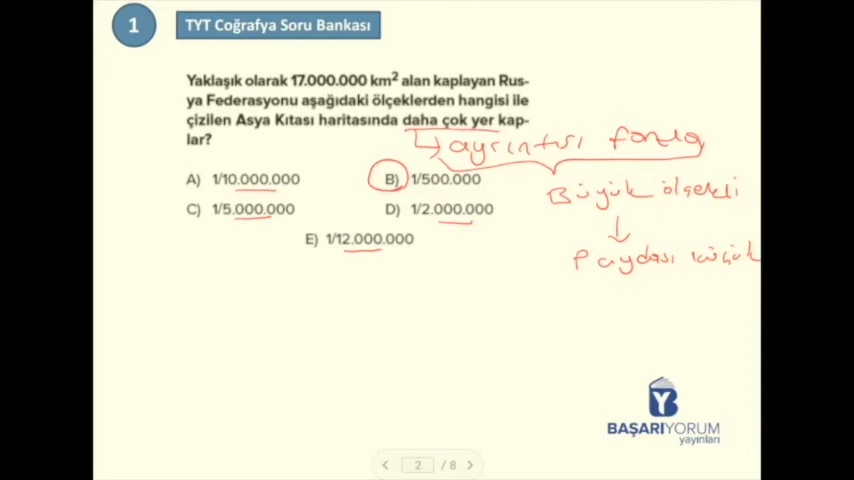 1
TYT Coğrafya Soru Bankası
Yaklaşık olarak 17.000.000 km² alan kaplayan Rus-
ya Federasyonu aşağıdaki ölçeklerden hangisi ile
çizilen Asya Kıtası haritasında daha çok yer kap-
lar?
ayrıntısı fazla
A) 1/10.000.000 B) 1/500.000
Büyük ölçekli
C) 1/5.000.000 D) 1/2.000.000
E) 1/12.000.000
Paydası küçük
BAŞARIYORUM
yayınları
2 / 8